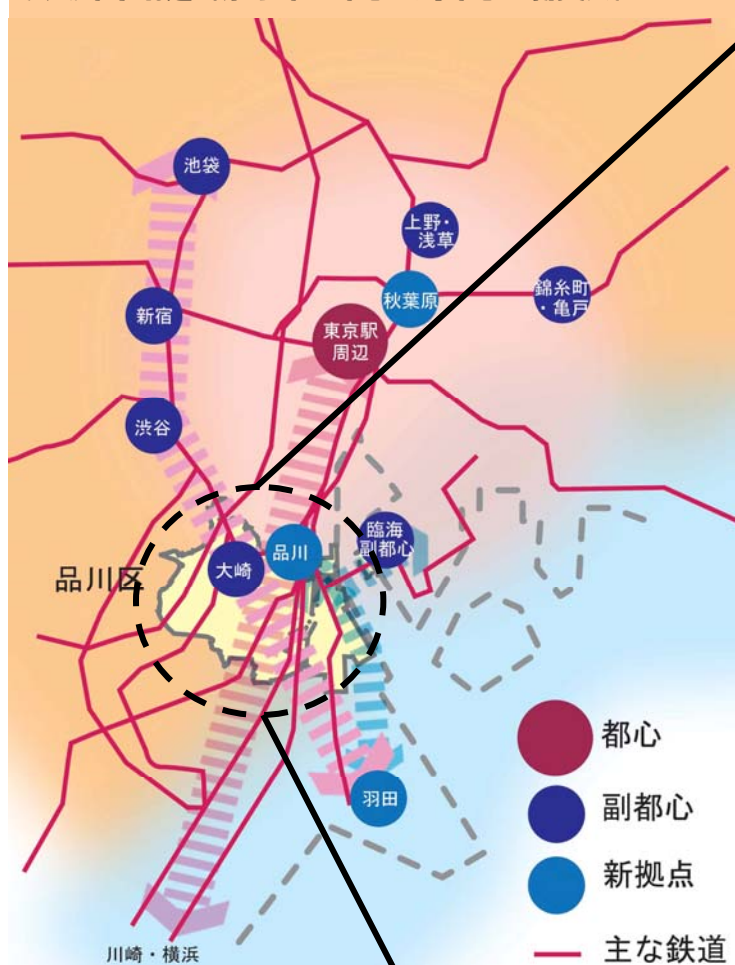 池袋
上野・
浅草
秋葉原
錦糸町
・亀戸
新宿
東京駅
周辺
渋谷
臨海
副都心
品川
大崎
品川区
羽田
都心
副都心
新拠点
主な鉄道
川崎・横浜